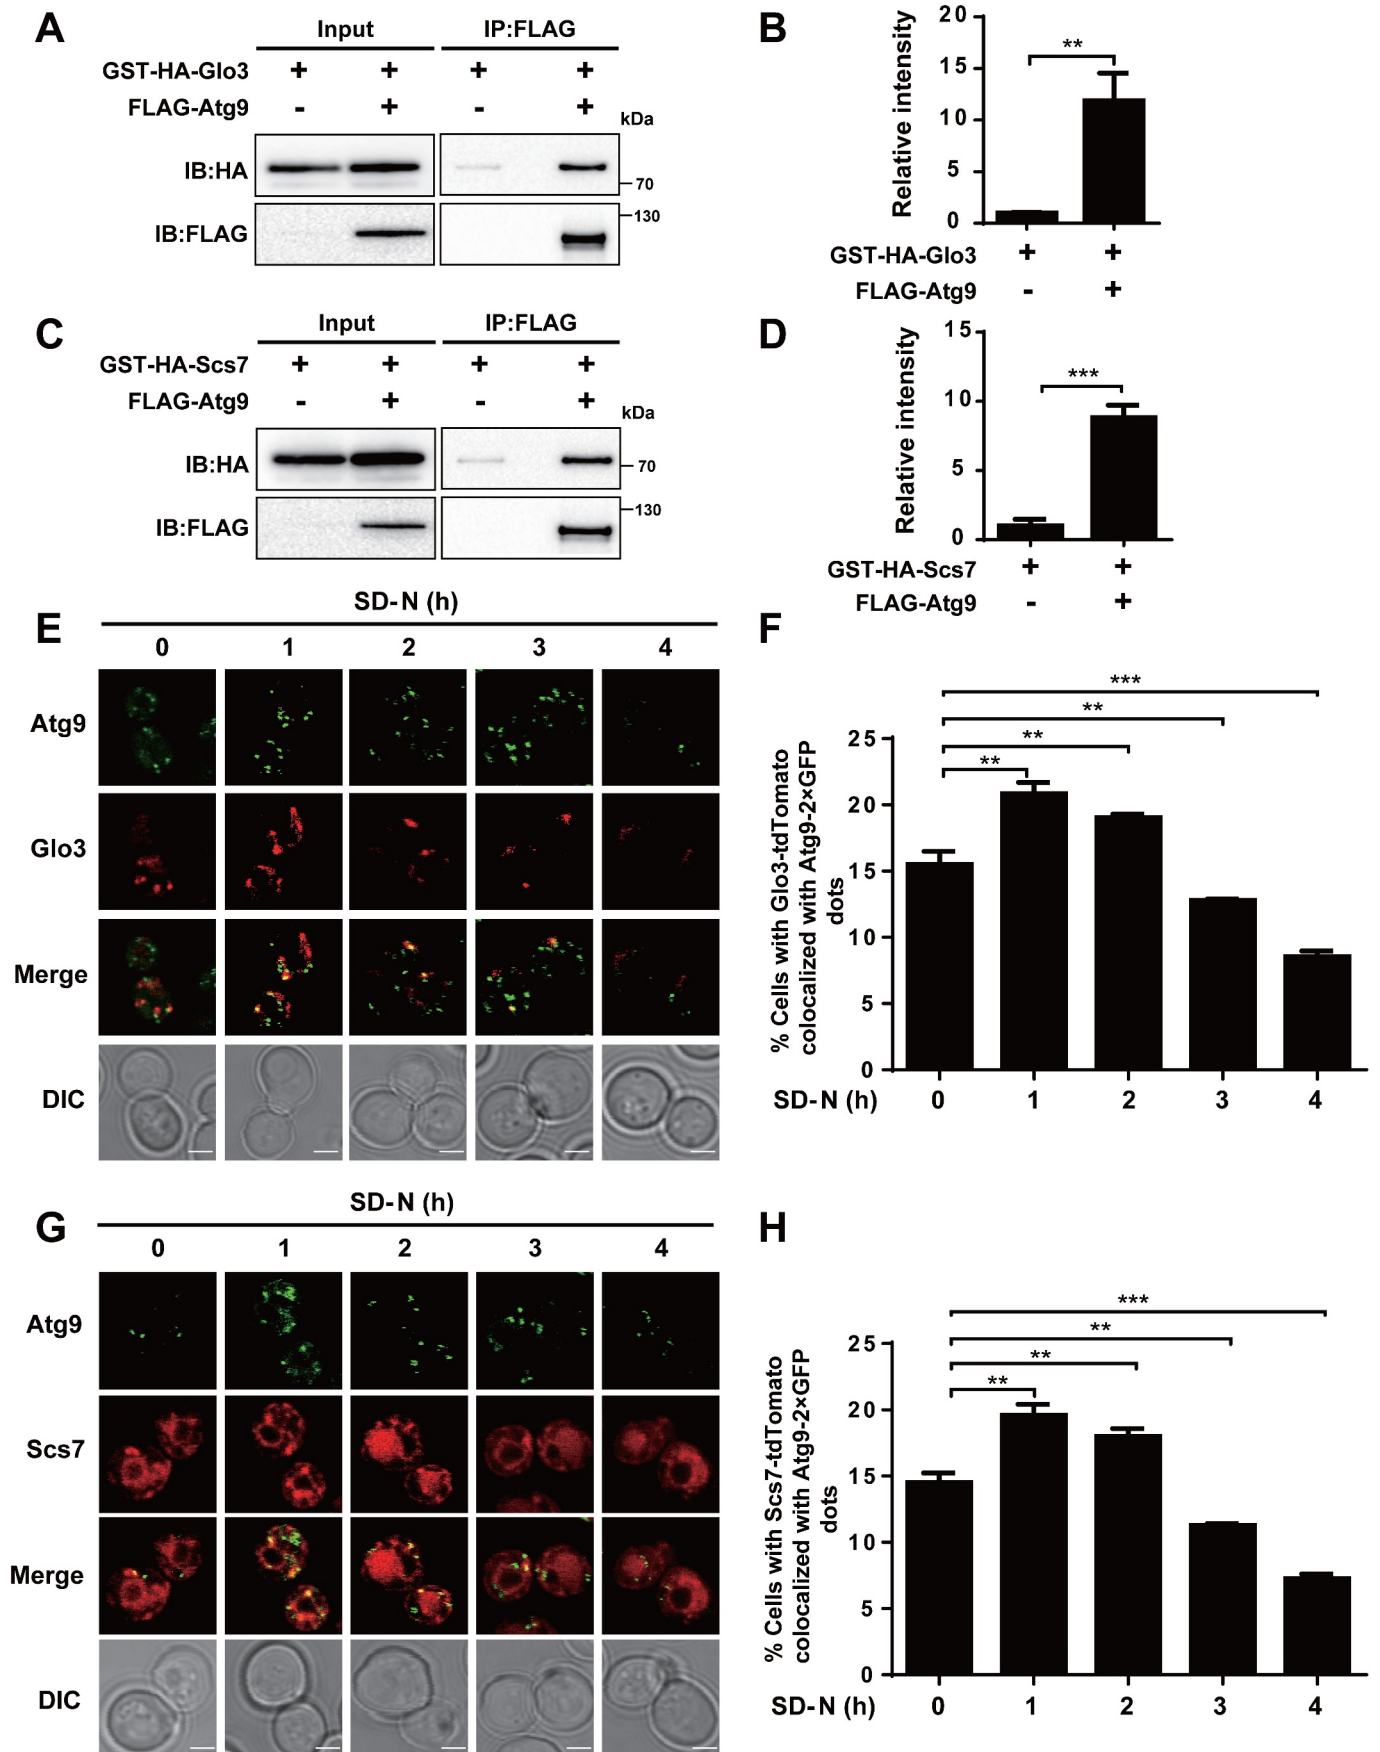 A
Input IP:FLAG
GST-HA-Glo3 + + + +
FLAG-Atg9 - + - +
kDa
IB:HA
70
130
IB:FLAG
B
Relative intensity
20
15
10
5
0
**
GST-HA-Glo3 + +
FLAG-Atg9 - +
C
Input IP:FLAG
GST-HA-Scs7 + + + +
FLAG-Atg9 - + - +
kDa
IB:HA
70
130
IB:FLAG
D
Relative intensity
15
10
5
0
***
GST-HA-Scs7 + +
FLAG-Atg9 - +
E
SD-N (h)
0 1 2 3 4
Atg9
Glo3
Merge
DIC
F
% Cells with Glo3-tdTomato
colocalized with Atg9-2×GFP
dots
25
20
15
10
5
0
***
**
**
**
SD-N (h) 0 1 2 3 4
G
SD-N (h)
0 1 2 3 4
Atg9
Scs7
Merge
DIC
H
% Cells with Scs7-tdTomato
colocalized with Atg9-2×GFP
dots
25
20
15
10
5
0
***
**
**
**
SD-N (h) 0 1 2 3 4